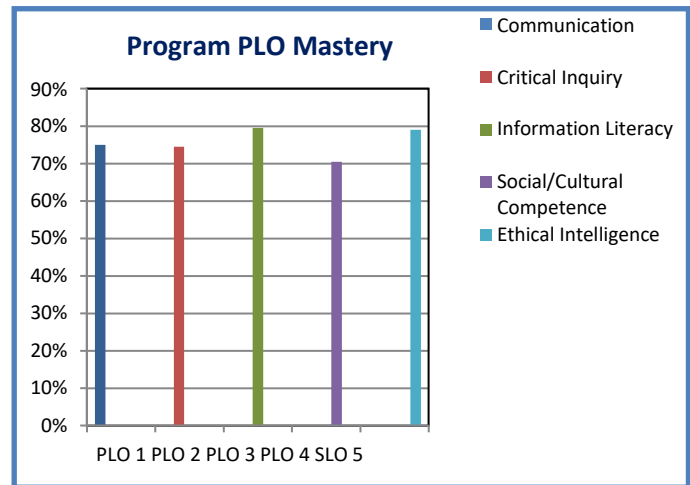 Program PLO Mastery
90%
80%
70%
60%
50%
40%
30%
20%
10%
0%
PLO 1 PLO 2 PLO 3 PLO 4 SLO 5
Communication
Critical Inquiry
Information Literacy
Social/Cultural
Competence
Ethical Intelligence